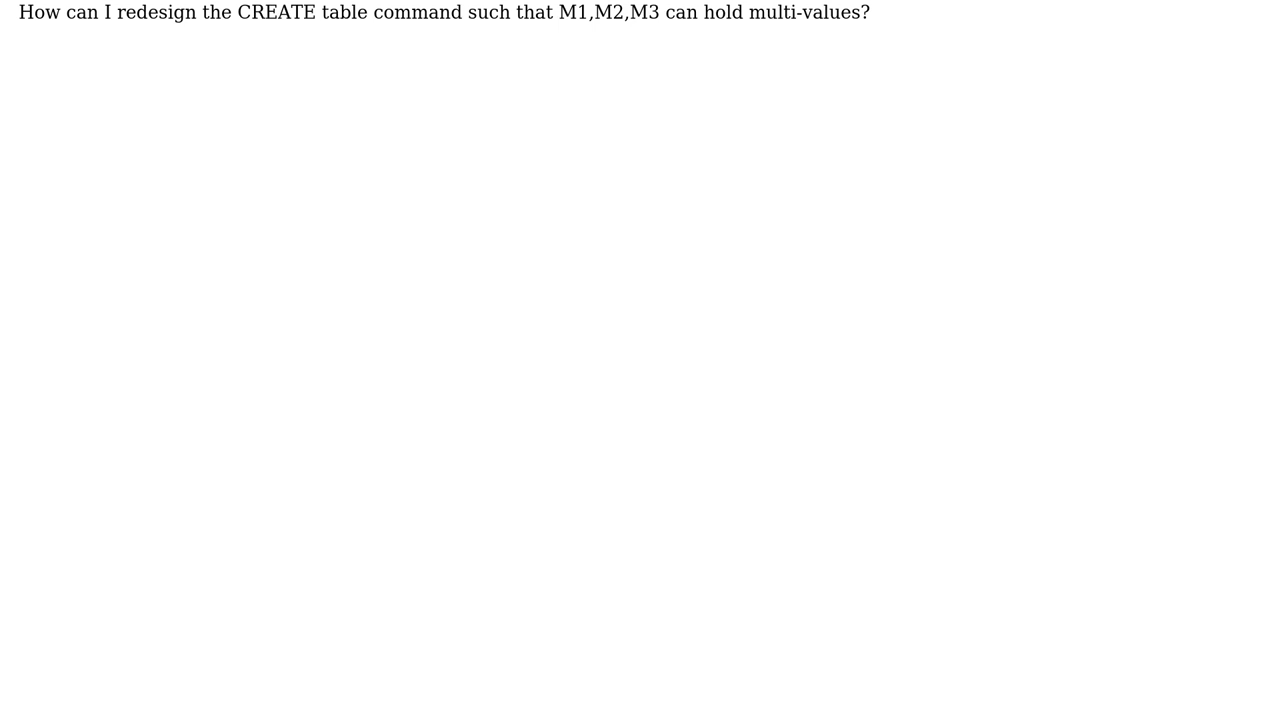 How can I redesign the CREATE table command such that M1,M2,M3 can hold multi-values?